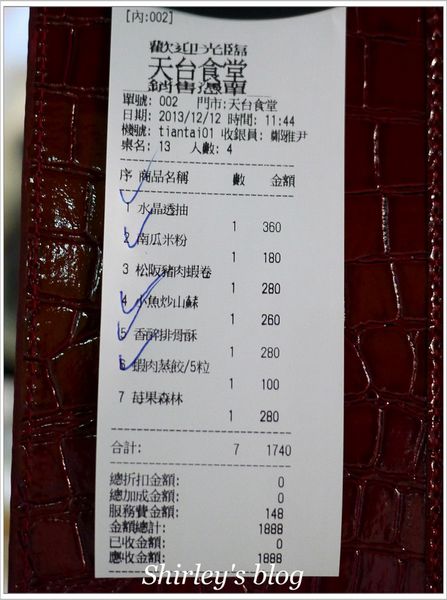 [內:002]
歡迎光臨
天台食堂
銷售憑單
單號: 002 門市:天台食堂
日期: 2013/12/12 時間: 11:44
機號: tiantai01 收銀員: 鄭雅尹
桌名: 13 人數: 4
序 商品名稱 數 金額
1 水晶透抽
1 360
2 南瓜米粉
1 180
3 松阪豬肉蝦卷
1 280
4 小魚炒山蘇
1 260
5 香酥排骨酥
1 280
6 蝦肉蒸餃/5粒
1 100
7 莓果森林
1 280
合計: 7 1740
總折扣金額: 0
總加成金額: 0
服務費金額: 148
金額總計: 1888
已收金額: 0
應收金額: 1888
Shirley's blog